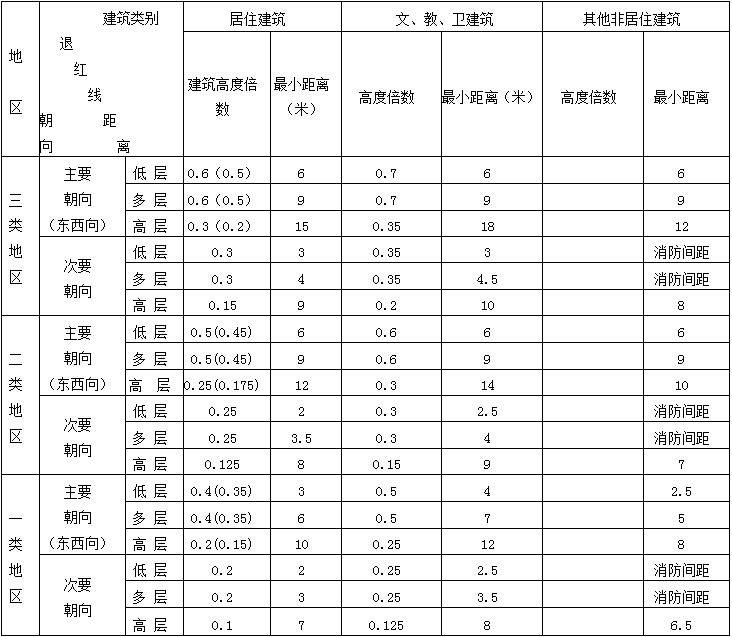 地区 建筑类别 退红线距离 朝向 居住建筑 文、教、卫建筑 其他非居住建筑
建筑高度倍数 最小距离（米） 高度倍数 最小距离（米） 高度倍数 最小距离
三类地区 主要朝向（东西向） 低 层 0.6（0.5） 6 0.7 6 6
多 层 0.6（0.5） 9 0.7 9 9
高 层 0.3（0.2） 15 0.35 18 12
次要朝向 低 层 0.3 3 0.35 3 消防间距
多 层 0.3 4 0.35 4.5 消防间距
高 层 0.15 9 0.2 10 8
二类地区 主要朝向（东西向） 低 层 0.5(0.45) 6 0.6 6 6
多 层 0.5(0.45) 9 0.6 9 9
高 层 0.25(0.175) 12 0.3 14 10
次要朝向 低 层 0.25 2 0.3 2.5 消防间距
多 层 0.25 3.5 0.3 4 消防间距
高 层 0.125 8 0.15 9 7
一类地区 主要朝向（东西向） 低 层 0.4(0.35) 3 0.5 4 2.5
多 层 0.4(0.35) 6 0.5 7 5
高 层 0.2(0.15) 10 0.25 12 8
次要朝向 低 层 0.2 2 0.25 2.5 消防间距
多 层 0.2 3 0.25 3.5 消防间距
高 层 0.1 7 0.125 8 6.5